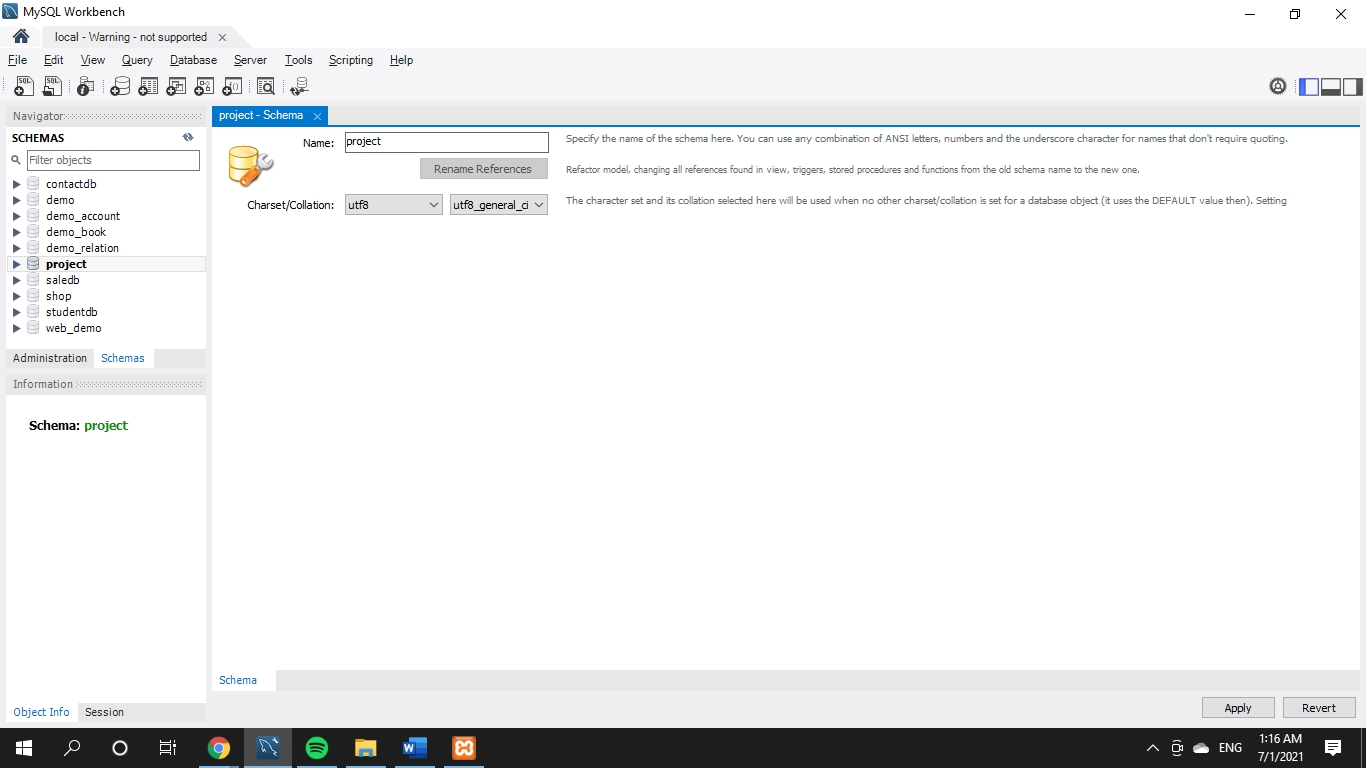 MySQL Workbench
local - Warning - not supported
File Edit View Query Database Server Tools Scripting Help
Navigator
SCHEMAS
Filter objects
contactdb
demo
demo_account
demo_book
demo_relation
project
saledb
shop
studentdb
web_demo
Administration Schemas
Information
Schema: project
Object Info Session
project - Schema
Name: project Specify the name of the schema here. You can use any combination of ANSI letters, numbers and the underscore character for names that don't require quoting.
Rename References Refactor model, changing all references found in view, triggers, stored procedures and functions from the old schema name to the new one.
Charset/Collation: utf8 utf8_general_ci The character set and its collation selected here will be used when no other charset/collation is set for a database object (it uses the DEFAULT value then). Setting
Schema
Apply Revert
ENG 1:16 AM
7/1/2021